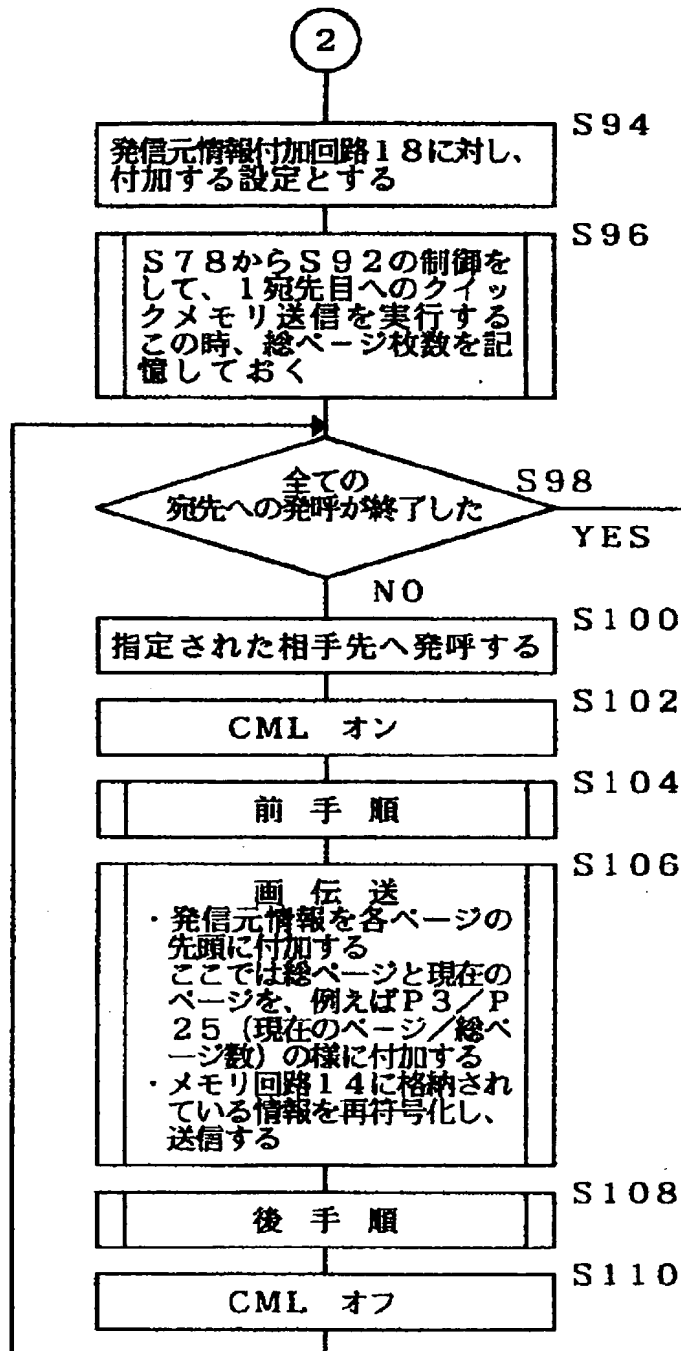 2
S94
発信元情報付加回路18に対し、
付加する設定とする
S96
S78からS92の制御を
して、1宛先目へのクイッ
クメモリ送信を実行する
この時、総ページ枚数を記
憶しておく
全ての
S98
宛先への発呼が終了した
YES
NO
S100
指定された相手先へ発呼する
S102
CML オン
S104
前手順
S106
画伝送
・発信元情報を各ページの
先頭に付加する
ここでは総ページと現在の
ページを、例えばP3/P
25(現在のページ/総ペ
ージ数)の様に付加する
・メモリ回路14に格納され
ている情報を再符号化し、
送信する
S108
後手順
S110
CML オフ